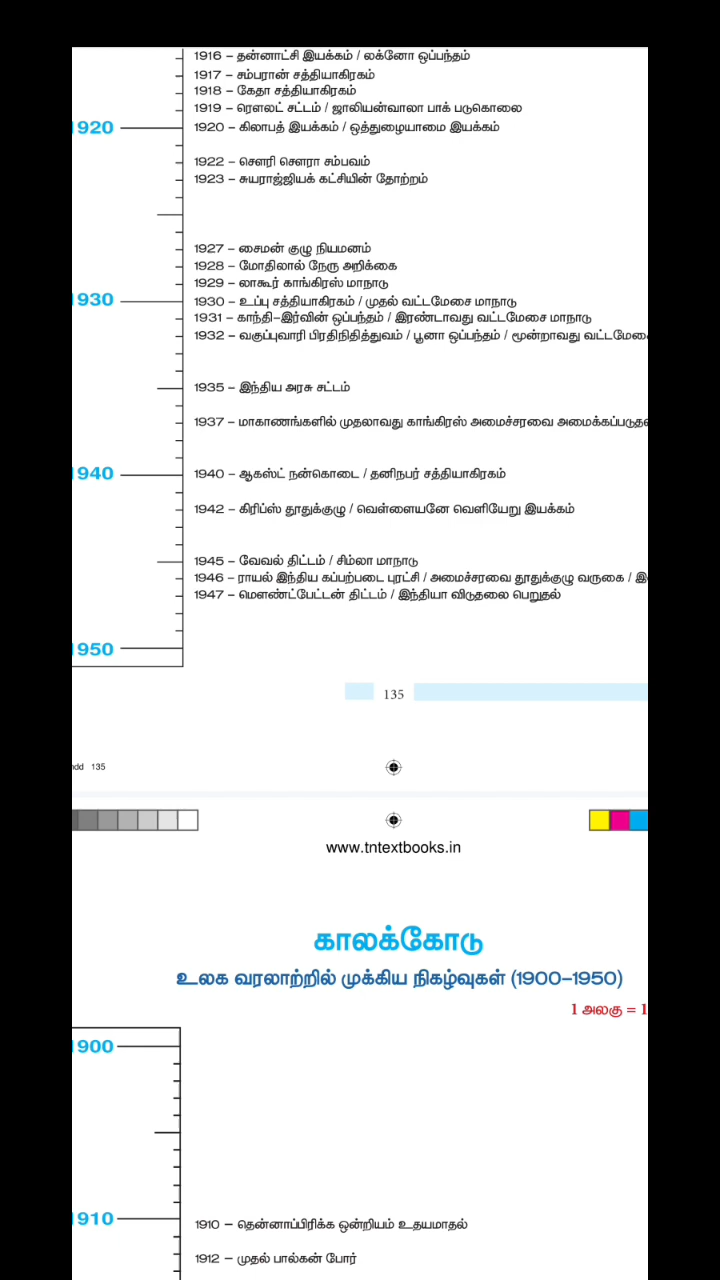 1916 – தன்னாட்சி இயக்கம் / லக்னோ ஒப்பந்தம்
1917 – சம்பரான் சத்தியாகிரகம்
1918 – கேதா சத்தியாகிரகம்
1919 – ரௌலட் சட்டம் / ஜாலியன்வாலா பாக் படுகொலை
1920 1920 – கிலாபத் இயக்கம் / ஒத்துழையாமை இயக்கம்
1922 – சௌரி சௌரா சம்பவம்
1923 – சுயராஜ்ஜியக் கட்சியின் தோற்றம்
1927 – சைமன் குழு நியமனம்
1928 – மோதிலால் நேரு அறிக்கை
1929 – லாகூர் காங்கிரஸ் மாநாடு
1930 1930 – உப்பு சத்தியாகிரகம் / முதல் வட்டமேசை மாநாடு
1931 – காந்தி–இர்வின் ஒப்பந்தம் / இரண்டாவது வட்டமேசை மாநாடு
1932 – வகுப்புவாரி பிரதிநிதித்துவம் / பூனா ஒப்பந்தம் / மூன்றாவது வட்டமேசை
1935 – இந்திய அரசு சட்டம்
1937 – மாகாணங்களில் முதலாவது காங்கிரஸ் அமைச்சரவை அமைக்கப்படுதல்
1940 1940 – ஆகஸ்ட் நன்கொடை / தனிநபர் சத்தியாகிரகம்
1942 – கிரிப்ஸ் தூதுக்குழு / வெள்ளையனே வெளியேறு இயக்கம்
1945 – வேவல் திட்டம் / சிம்லா மாநாடு
1946 – ராயல் இந்திய கப்பற்படை புரட்சி / அமைச்சரவை தூதுக்குழு வருகை /
1947 – மௌண்ட்பேட்டன் திட்டம் / இந்தியா விடுதலை பெறுதல்
1950
135
ndd 135
www.tntextbooks.in
காலக்கோடு
உலக வரலாற்றில் முக்கிய நிகழ்வுகள் (1900–1950)
1 அலகு = 1
1900
1910 1910 – தென்னாப்பிரிக்க ஒன்றியம் உதயமாதல்
1912 – முதல் பால்கன் போர்